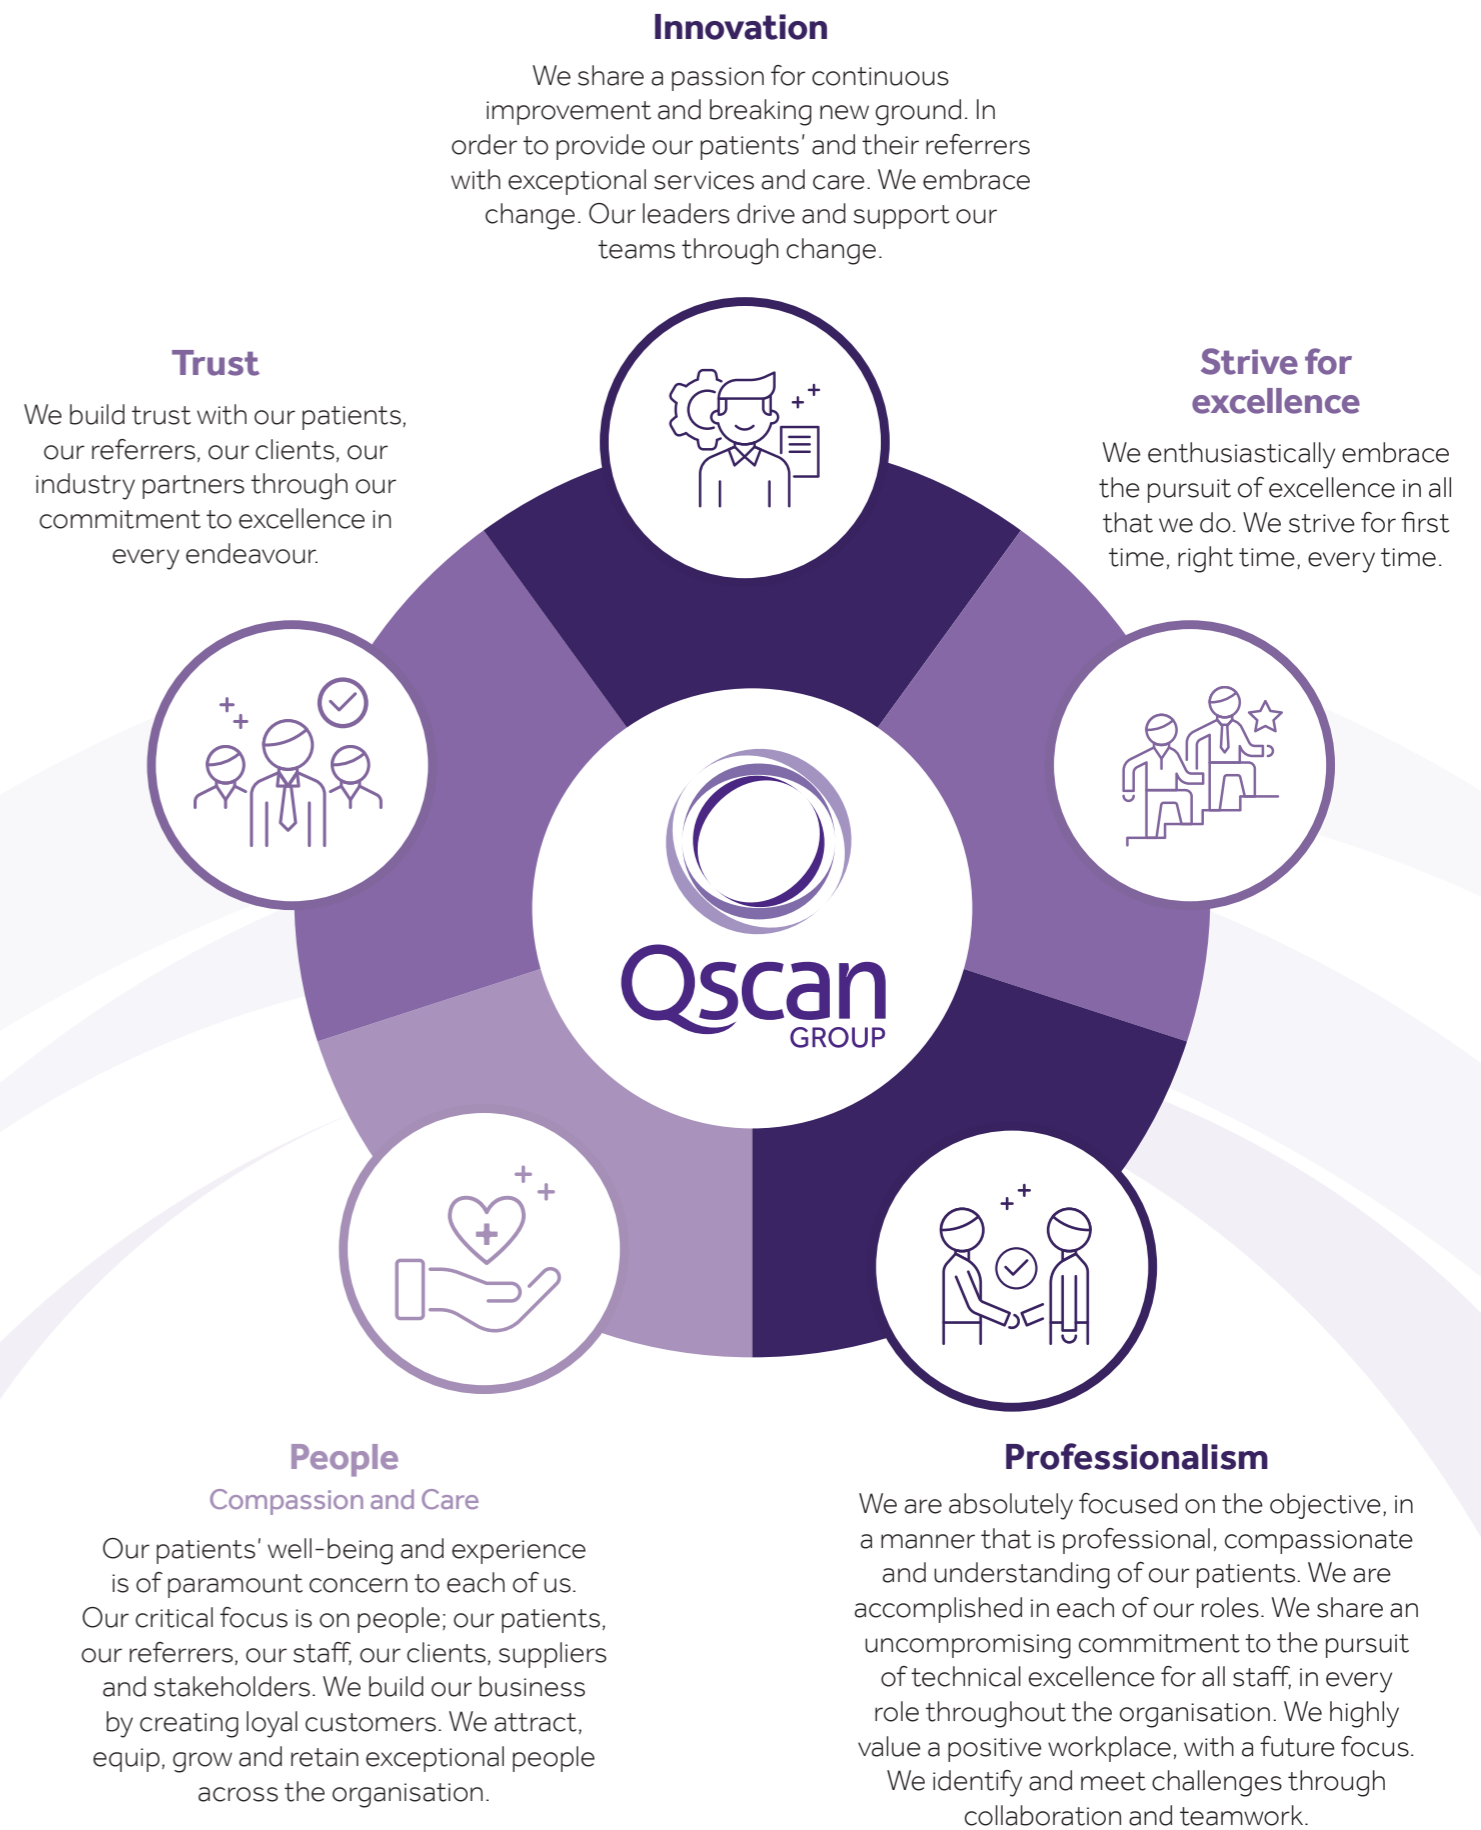 Innovation
We share a passion for continuous
improvement and breaking new ground. In
order to provide our patients' and their referrers
with exceptional services and care. We embrace
change. Our leaders drive and support our
teams through change.
Trust
We build trust with our patients,
our referrers, our clients, our
industry partners through our
commitment to excellence in
every endeavour.
Strive for
excellence
We enthusiastically embrace
the pursuit of excellence in all
that we do. We strive for first
time, right time, every time.
Qscan
GROUP
People
Compassion and Care
Our patients' well-being and experience
is of paramount concern to each of us.
Our critical focus is on people; our patients,
our referrers, our staff, our clients, suppliers
and stakeholders. We build our business
by creating loyal customers. We attract,
equip, grow and retain exceptional people
across the organisation.
Professionalism
We are absolutely focused on the objective, in
a manner that is professional, compassionate
and understanding of our patients. We are
accomplished in each of our roles. We share an
uncompromising commitment to the pursuit
of technical excellence for all staff, in every
role throughout the organisation. We highly
value a positive workplace, with a future focus.
We identify and meet challenges through
collaboration and teamwork.